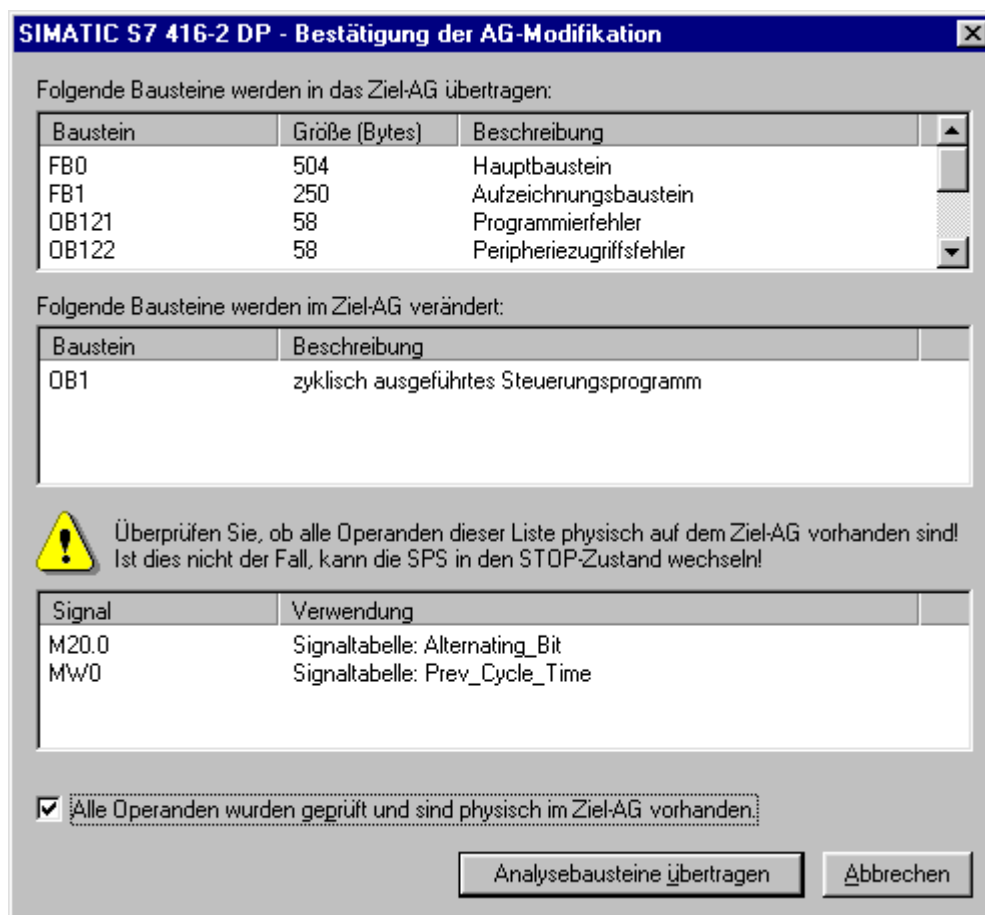 SIMATIC S7 416-2 DP - Bestätigung der AG-Modifikation
Folgende Bausteine werden in das Ziel-AG übertragen:
Baustein Größe (Bytes) Beschreibung
FB0 504 Hauptbaustein
FB1 250 Aufzeichnungsbaustein
OB121 58 Programmierfehler
OB122 58 Peripheriezugriffsfehler
Folgende Bausteine werden im Ziel-AG verändert:
Baustein Beschreibung
OB1 zyklisch ausgeführtes Steuerungsprogramm
Überprüfen Sie, ob alle Operanden dieser Liste physisch auf dem Ziel-AG vorhanden sind!
Ist dies nicht der Fall, kann die SPS in den STOP-Zustand wechseln!
Signal Verwendung
M20.0 Signaltabelle: Alternating_Bit
MW0 Signaltabelle: Prev_Cycle_Time
Alle Operanden wurden geprüft und sind physisch im Ziel-AG vorhanden.
Analysebausteine übertragen Abbrechen